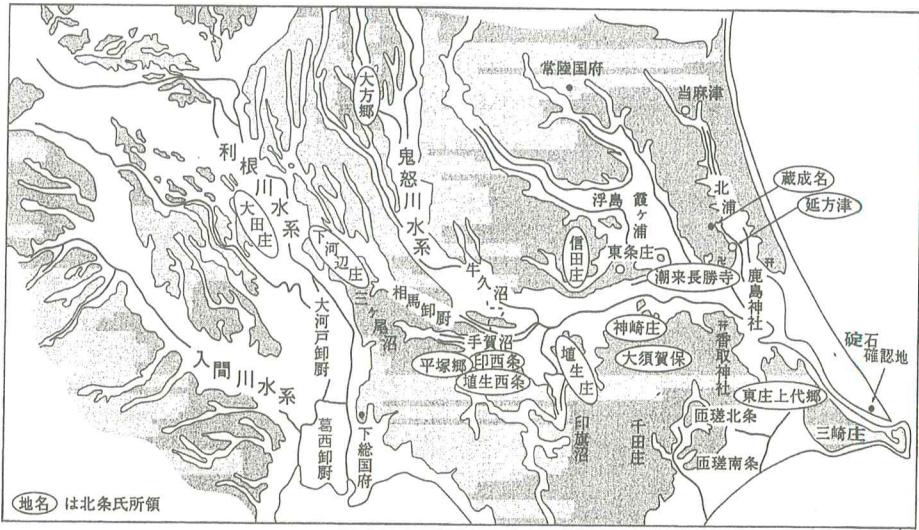 常陸国府
当麻津
大方郷
鬼怒川水系
利根川水系
大田庄
下河辺庄
浮島
霞ヶ浦
北浦
蔵成名
延方津
信田庄
東条庄
潮来長勝寺
鹿島神社
牛久沼
相馬卸厨
三ヶ尾沼
大河戸卸厨
手賀沼
神崎庄
香取神社
碇石
確認地
入間川水系
平塚郷
印西条
埴生西条
埴生庄
大須賀保
東庄上代郷
匝瑳北条
三崎庄
葛西卸厨
下総国府
印旗沼
千田庄
匝瑳南条
地名 は北条氏所領